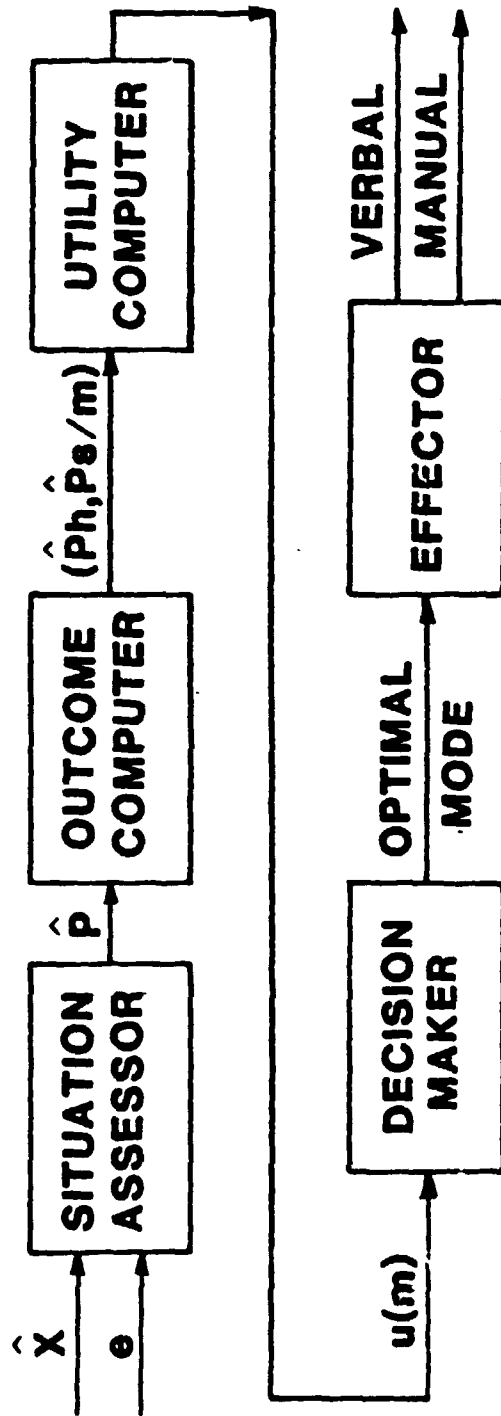 X̂
e
SITUATION
ASSESSOR
P̂
OUTCOME
COMPUTER
(P̂h,P̂s/m)
UTILITY
COMPUTER
u(m)
DECISION
MAKER
OPTIMAL
MODE
EFFECTOR
VERBAL
MANUAL